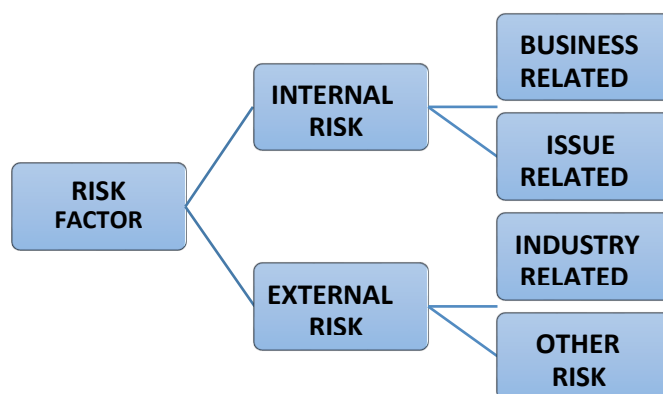 RISK
FACTOR
INTERNAL
RISK
BUSINESS
RELATED
ISSUE
RELATED
EXTERNAL
RISK
INDUSTRY
RELATED
OTHER
RISK